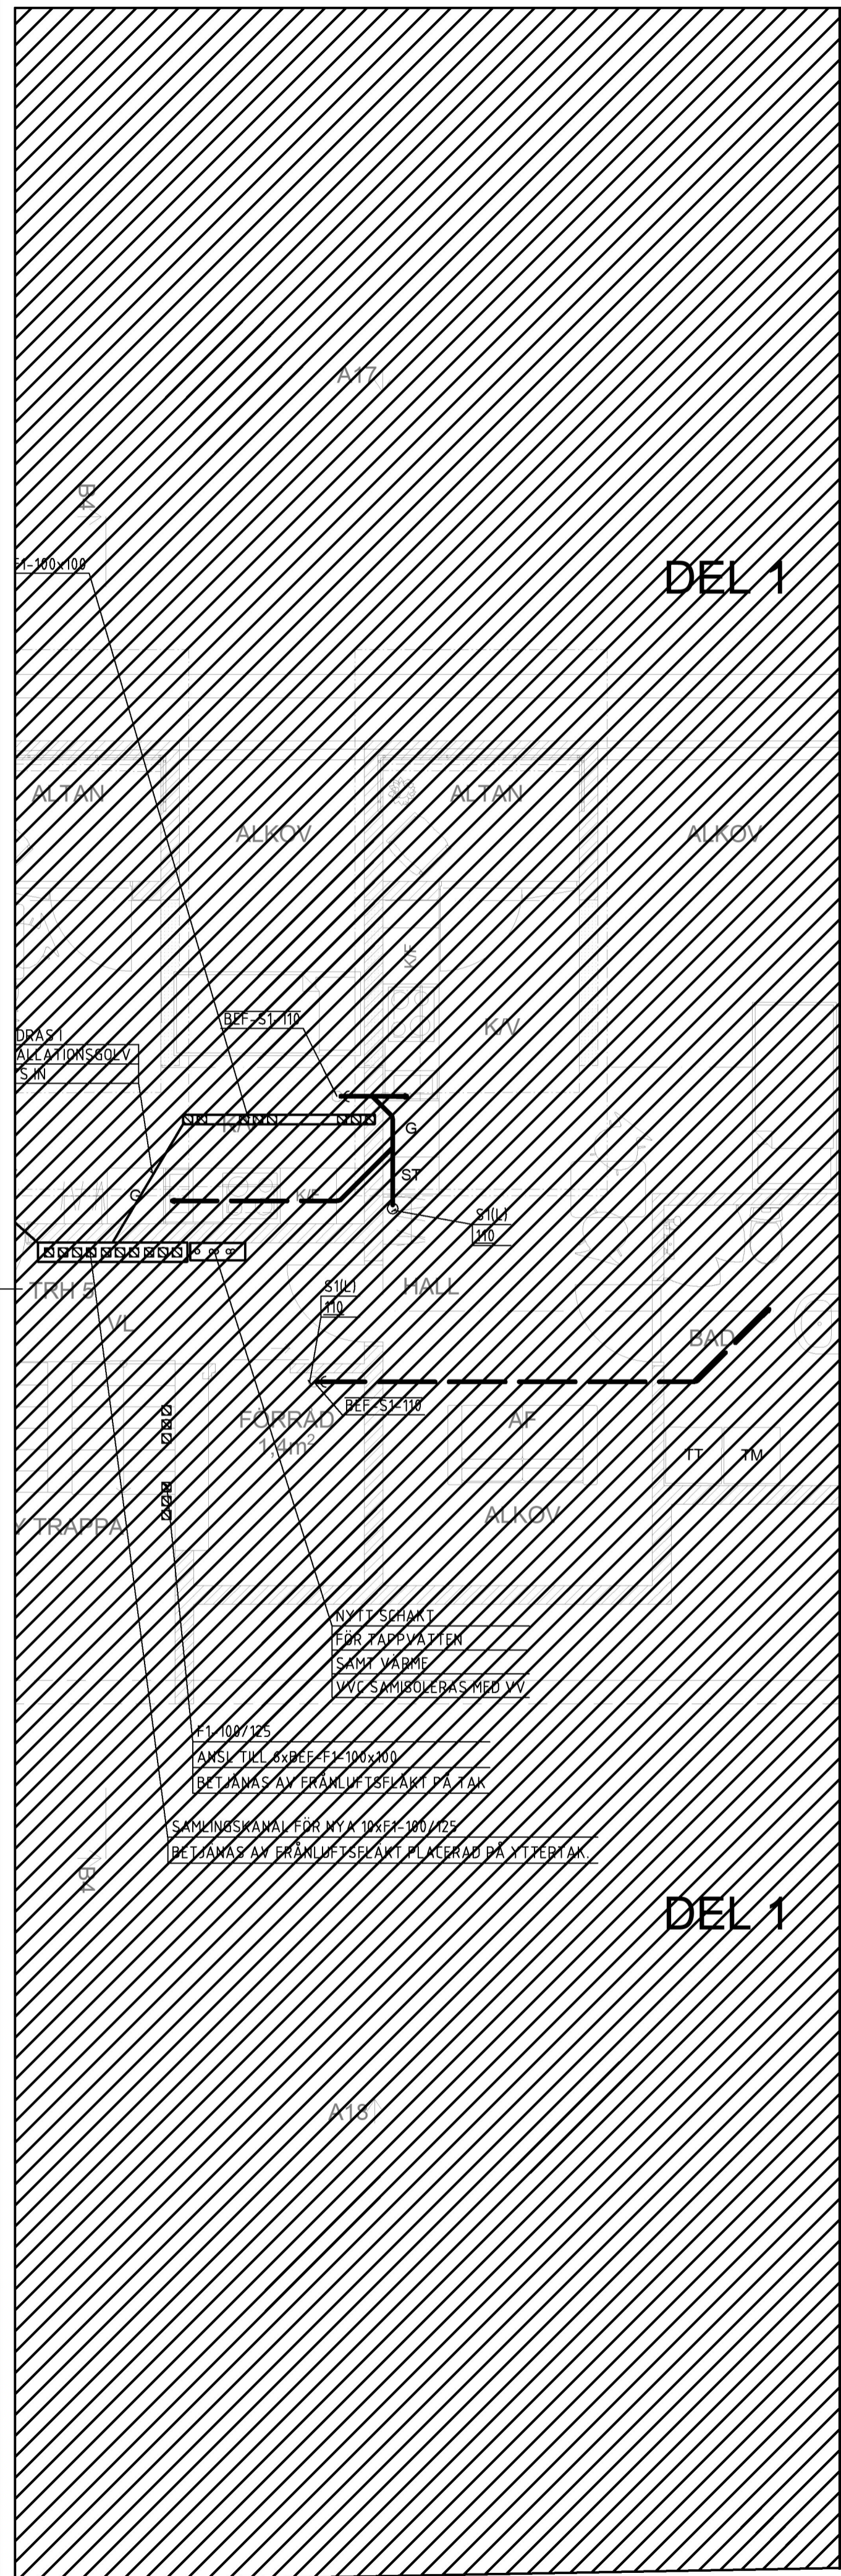 A17
B4
F1-100x100
DEL 1
ALTAN
ALTAN
ALKOV
ALKOV
K/F
BEF-S1-110
K/V
DRAS I
ALLATIONSGOLV
S IN
G
ST
G
K/F
S1(L)
110
TRH 5
VL
S1(L)
110
HALL
BAD
BEF-S1-110
FÖRRÅD
1,4m²
AF
TT
TM
ALKOV
Y TRAPPA
NYTT SCHAKT
FÖR TAPPVATTEN
SAMT VÄRME
VVC SAMISOLERAS MED VV
F1-100/125
ANSL TILL 6xBEF-F1-100x100
BETJÄNAS AV FRÅNLUFTSFLÄKT PÅ TAK
SAMLINGSKANAL FÖR NYA 10xF1-100/125
BETJÄNAS AV FRÅNLUFTSFLÄKT PLACERAD PÅ YTTERTAK.
B4
DEL 1
A18